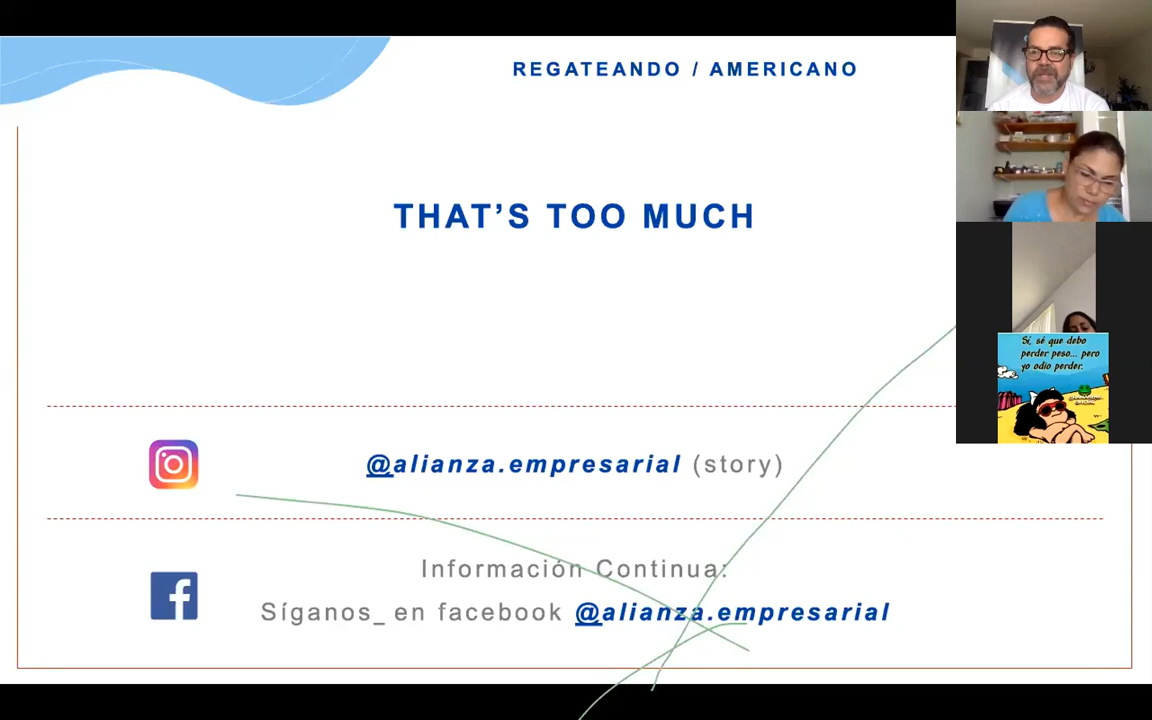 REGATEANDO / AMERICANO
THAT'S TOO MUCH
@alianza.empresarial (story)
Información Continua:
Síganos_ en facebook @alianza.empresarial
Sí, sé que debo
perder peso... pero
yo odio perder.